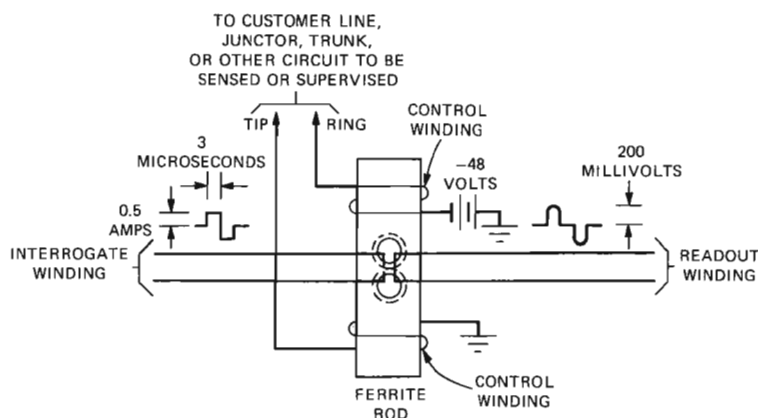 TO CUSTOMER LINE,
JUNCTOR, TRUNK,
OR OTHER CIRCUIT TO BE
SENSED OR SUPERVISED
TIP
RING
CONTROL
WINDING
3
MICROSECONDS
–48
VOLTS
200
MILLIVOLTS
0.5
AMPS
INTERROGATE
WINDING
READOUT
WINDING
CONTROL
WINDING
FERRITE
ROD